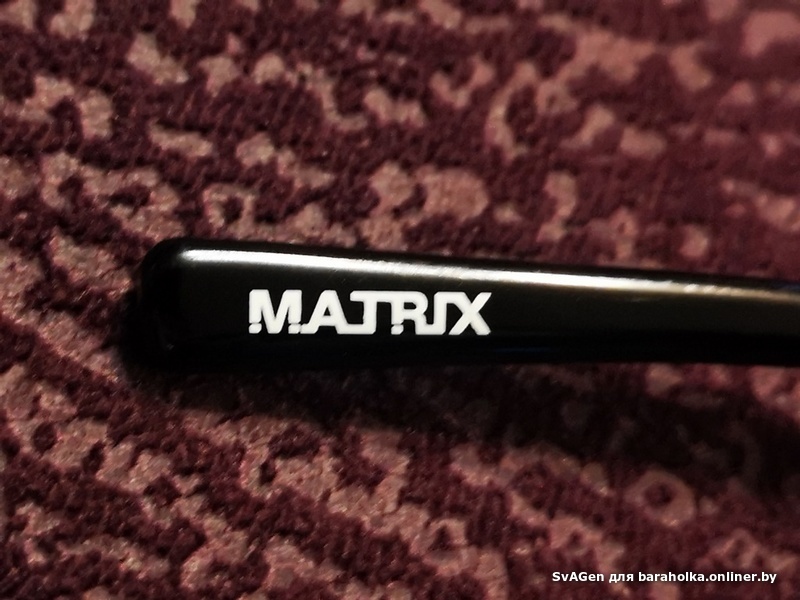 MATRIX
SvAGen для baraholka.onliner.by